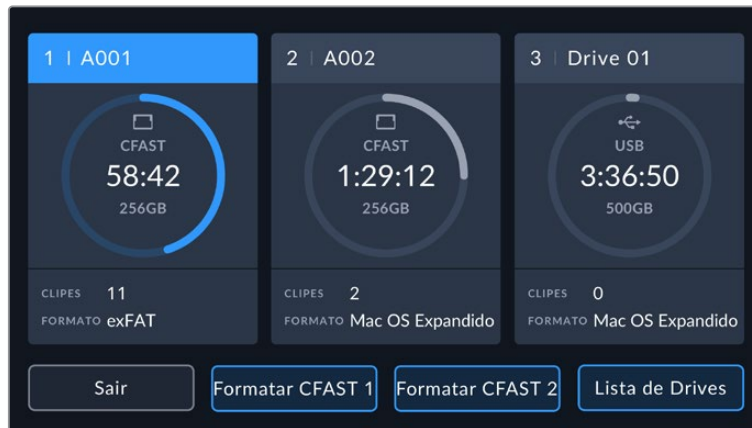 1 | A001
CFAST
58:42
256GB
CLIPES 11
FORMATO exFAT
2 | A002
CFAST
1:29:12
256GB
CLIPES 2
FORMATO Mac OS Expandido
3 | Drive 01
USB
3:36:50
500GB
CLIPES 0
FORMATO Mac OS Expandido
Sair
Formatar CFAST 1
Formatar CFAST 2
Lista de Drives